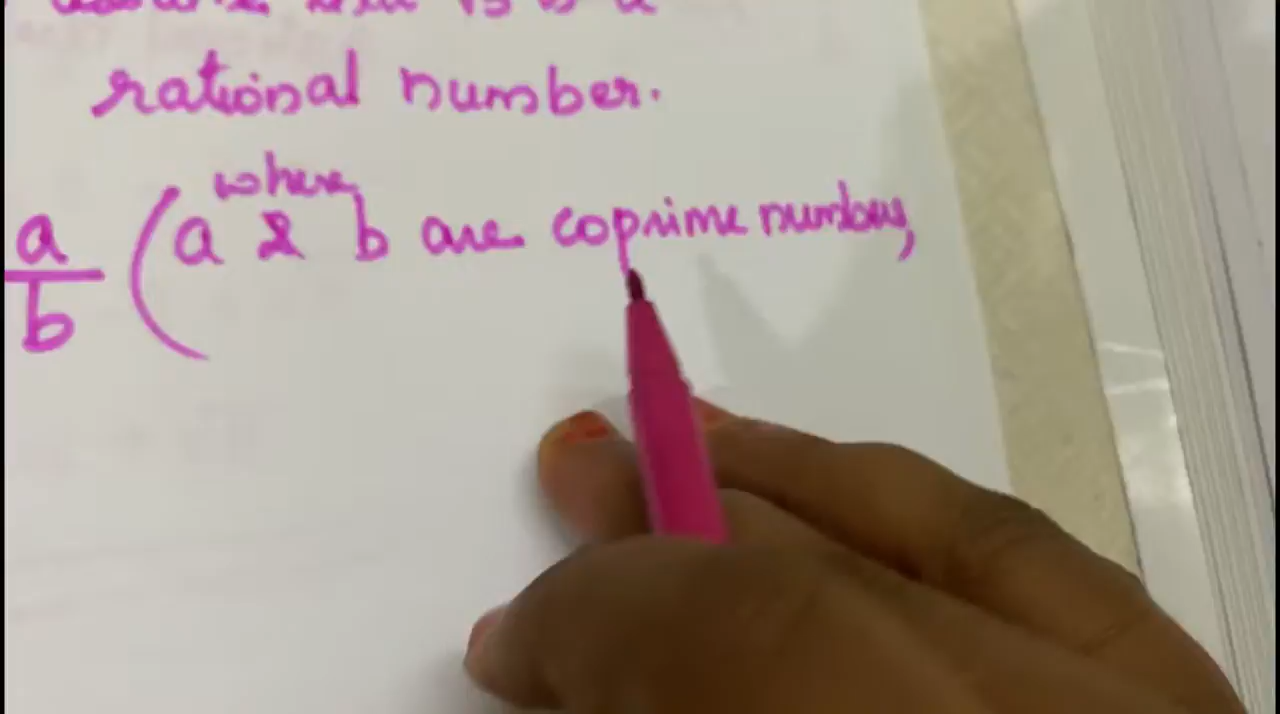 rational number.
where
a/b (a & b are coprime numbers,